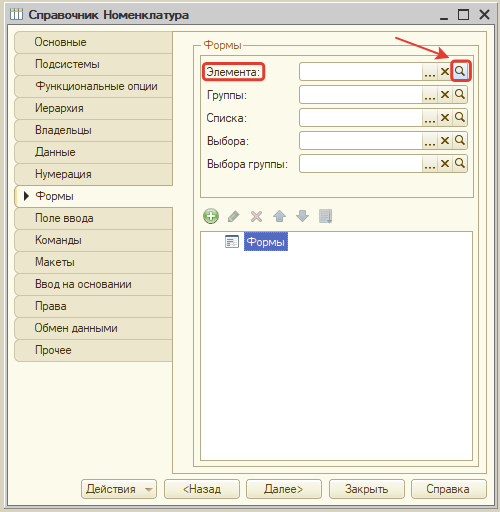 Справочник Номенклатура
Основные
Подсистемы
Функциональные опции
Иерархия
Владельцы
Данные
Нумерация
Формы
Поле ввода
Команды
Макеты
Ввод на основании
Права
Обмен данными
Прочее
Формы
Элемента:
Группы:
Списка:
Выбора:
Выбора группы:
Формы
Действия
<Назад
Далее>
Закрыть
Справка